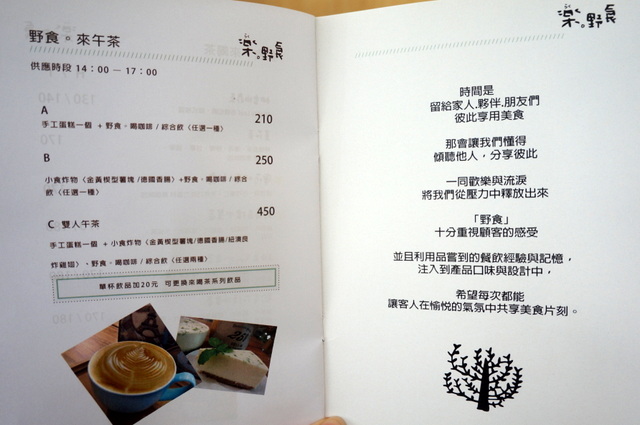 野食。來午茶
樂。野食
供應時段 14：00 — 17：00
A 210
手工蛋糕一個 + 野食。喝咖啡 / 綜合飲〈任選一種〉
B 250
小食炸物〈金黃楔型薯塊 /德國香腸〉+野食。喝咖啡 / 綜合
飲〈任選一種〉
C 雙人午茶 450
手工蛋糕一個 + 小食炸物〈金黃楔型薯塊/德國香腸/紐澳良
炸雞翅〉、野食。喝咖啡 / 綜合飲〈任選兩種〉
單杯飲品加20元 可更換來喝茶系列飲品
樂。野食
時間是
留給家人,夥伴,朋友們
彼此享用美食
那會讓我們懂得
傾聽他人，分享彼此
一同歡樂與流淚
將我們從壓力中釋放出來
「野食」
十分重視顧客的感受
並且利用品嘗到的餐飲經驗與記憶，
注入到產品口味與設計中，
希望每次都能
讓客人在愉悅的氣氛中共享美食片刻。